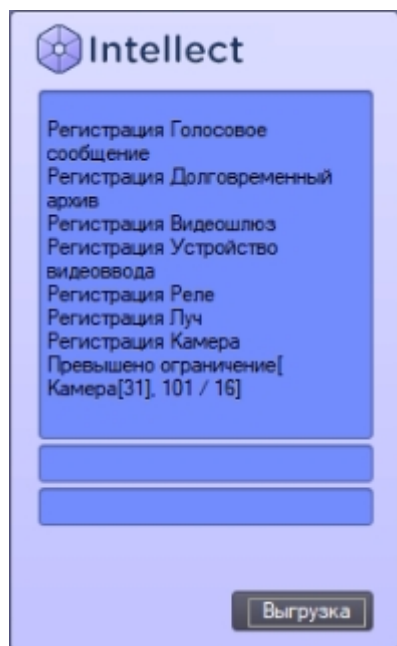 Intellect
Регистрация Голосовое
сообщение
Регистрация Долговременный
архив
Регистрация Видеошлюз
Регистрация Устройство
видеоввода
Регистрация Реле
Регистрация Луч
Регистрация Камера
Превышено ограничение[
Камера[31], 101 / 16]
Выгрузка